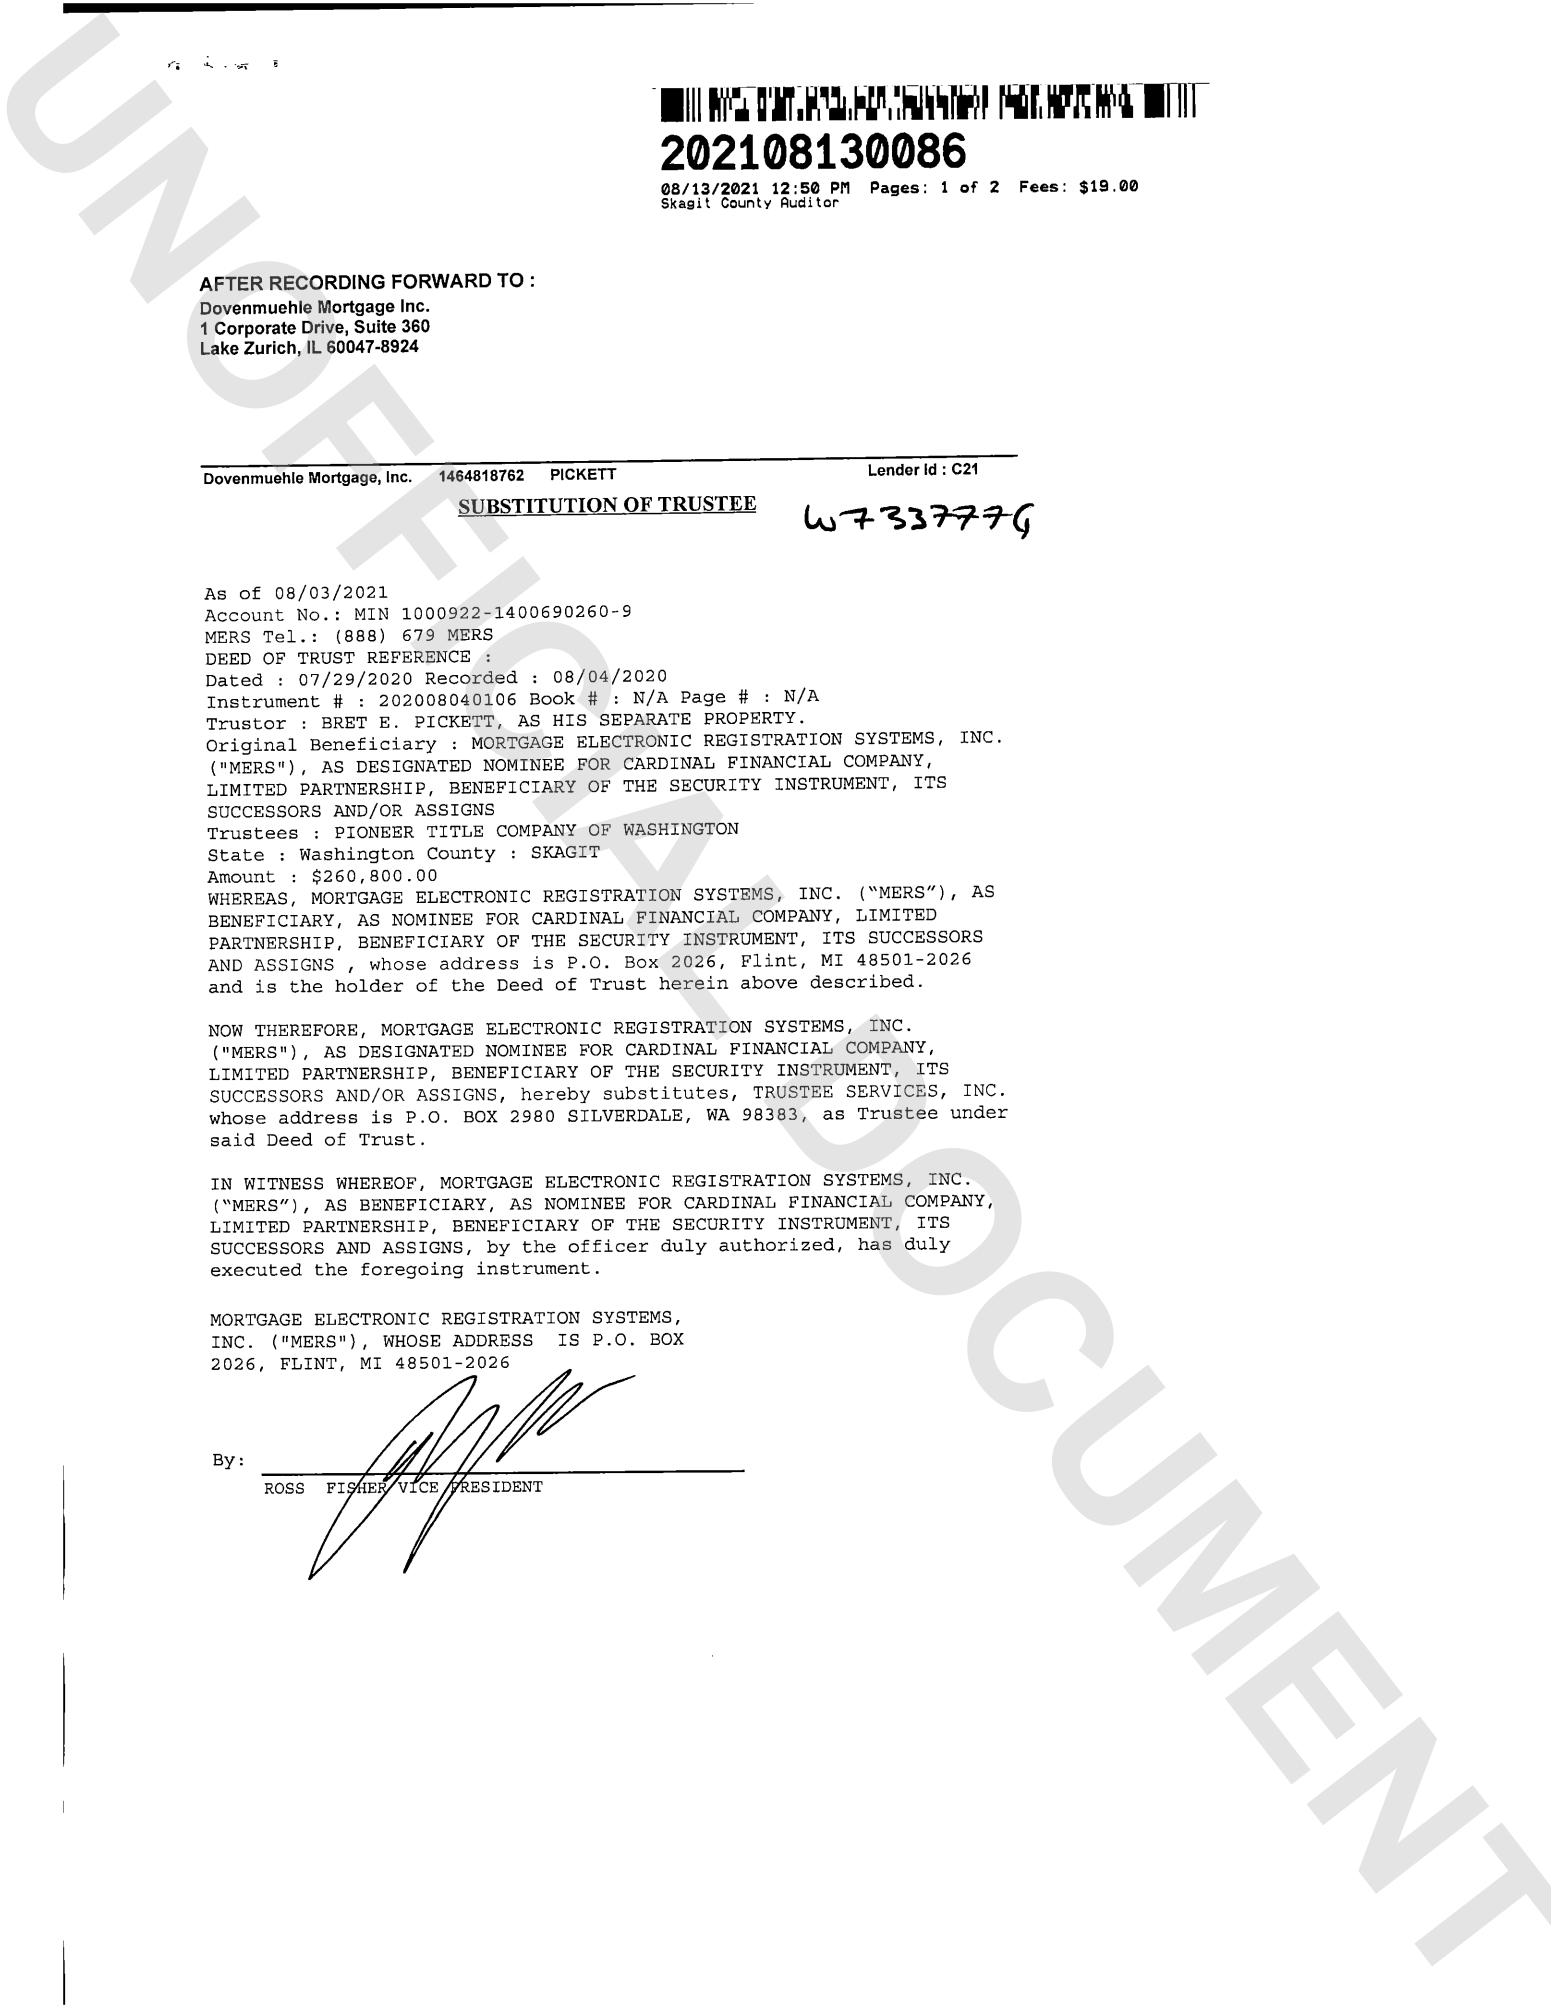 202108130086
08/13/2021 12:50 PM Pages: 1 of 2 Fees: $19.00
Skagit County Auditor
AFTER RECORDING FORWARD TO :
Dovenmuehle Mortgage Inc.
1 Corporate Drive, Suite 360
Lake Zurich, IL 60047-8924
Dovenmuehle Mortgage, Inc. 1464818762 PICKETT Lender Id : C21
SUBSTITUTION OF TRUSTEE
W733777G
As of 08/03/2021
Account No.: MIN 1000922-1400690260-9
MERS Tel.: (888) 679 MERS
DEED OF TRUST REFERENCE :
Dated : 07/29/2020 Recorded : 08/04/2020
Instrument # : 202008040106 Book # : N/A Page # : N/A
Trustor : BRET E. PICKETT, AS HIS SEPARATE PROPERTY.
Original Beneficiary : MORTGAGE ELECTRONIC REGISTRATION SYSTEMS, INC.
("MERS"), AS DESIGNATED NOMINEE FOR CARDINAL FINANCIAL COMPANY,
LIMITED PARTNERSHIP, BENEFICIARY OF THE SECURITY INSTRUMENT, ITS
SUCCESSORS AND/OR ASSIGNS
Trustees : PIONEER TITLE COMPANY OF WASHINGTON
State : Washington County : SKAGIT
Amount : $260,800.00
WHEREAS, MORTGAGE ELECTRONIC REGISTRATION SYSTEMS, INC. (“MERS”), AS
BENEFICIARY, AS NOMINEE FOR CARDINAL FINANCIAL COMPANY, LIMITED
PARTNERSHIP, BENEFICIARY OF THE SECURITY INSTRUMENT, ITS SUCCESSORS
AND ASSIGNS , whose address is P.O. Box 2026, Flint, MI 48501-2026
and is the holder of the Deed of Trust herein above described.
NOW THEREFORE, MORTGAGE ELECTRONIC REGISTRATION SYSTEMS, INC.
("MERS"), AS DESIGNATED NOMINEE FOR CARDINAL FINANCIAL COMPANY,
LIMITED PARTNERSHIP, BENEFICIARY OF THE SECURITY INSTRUMENT, ITS
SUCCESSORS AND/OR ASSIGNS, hereby substitutes, TRUSTEE SERVICES, INC.
whose address is P.O. BOX 2980 SILVERDALE, WA 98383, as Trustee under
said Deed of Trust.
IN WITNESS WHEREOF, MORTGAGE ELECTRONIC REGISTRATION SYSTEMS, INC.
(“MERS”), AS BENEFICIARY, AS NOMINEE FOR CARDINAL FINANCIAL COMPANY,
LIMITED PARTNERSHIP, BENEFICIARY OF THE SECURITY INSTRUMENT, ITS
SUCCESSORS AND ASSIGNS, by the officer duly authorized, has duly
executed the foregoing instrument.
MORTGAGE ELECTRONIC REGISTRATION SYSTEMS,
INC. ("MERS"), WHOSE ADDRESS IS P.O. BOX
2026, FLINT, MI 48501-2026
By:
ROSS FISHER VICE PRESIDENT
UNOFFICIAL DOCUMENT